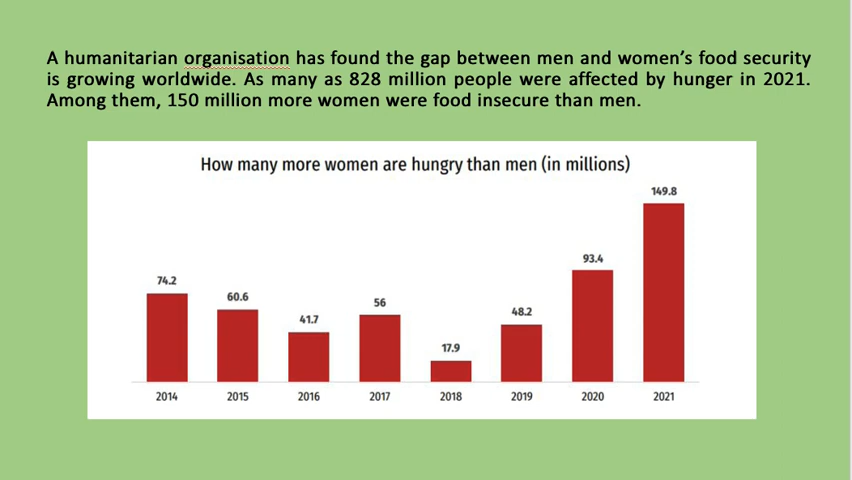 A humanitarian organisation has found the gap between men and women’s food security
is growing worldwide. As many as 828 million people were affected by hunger in 2021.
Among them, 150 million more women were food insecure than men.
How many more women are hungry than men (in millions)
74.2
60.6
41.7
56
17.9
48.2
93.4
149.8
2014 2015 2016 2017 2018 2019 2020 2021